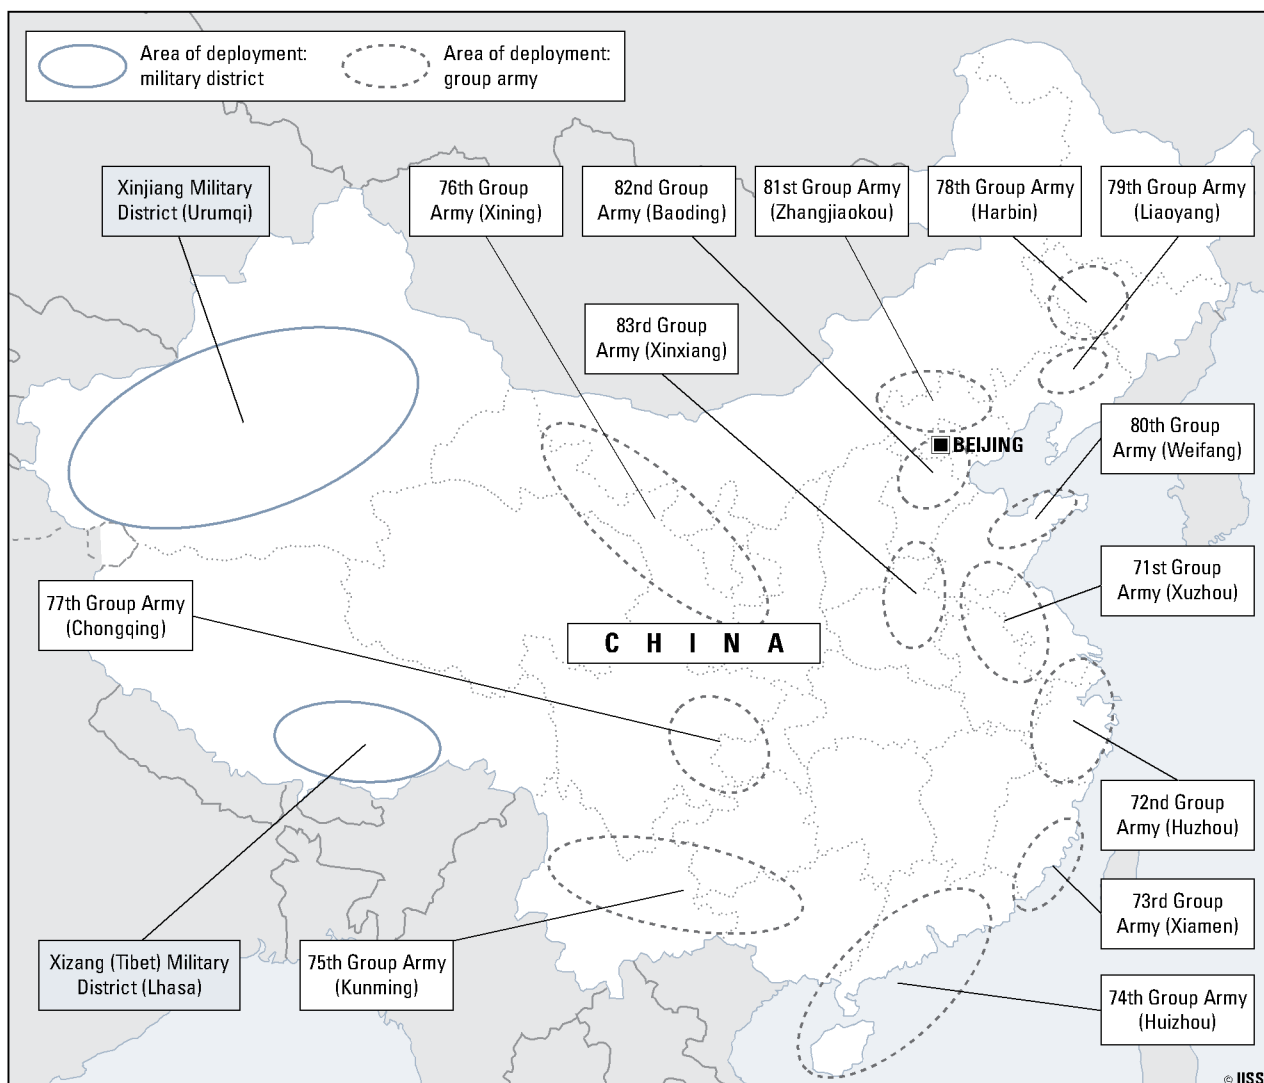 Area of deployment:
military district
Area of deployment:
group army
Xinjiang Military
District (Urumqi)
76th Group
Army (Xining)
82nd Group
Army (Baoding)
81st Group Army
(Zhangjiakou)
78th Group Army
(Harbin)
79th Group Army
(Liaoyang)
83rd Group
Army (Xinxiang)
80th Group
Army (Weifang)
BEIJING
71st Group
Army (Xuzhou)
77th Group Army
(Chongqing)
C H I N A
72nd Group
Army (Huzhou)
73rd Group
Army (Xiamen)
Xizang (Tibet) Military
District (Lhasa)
75th Group Army
(Kunming)
74th Group Army
(Huizhou)
© IISS